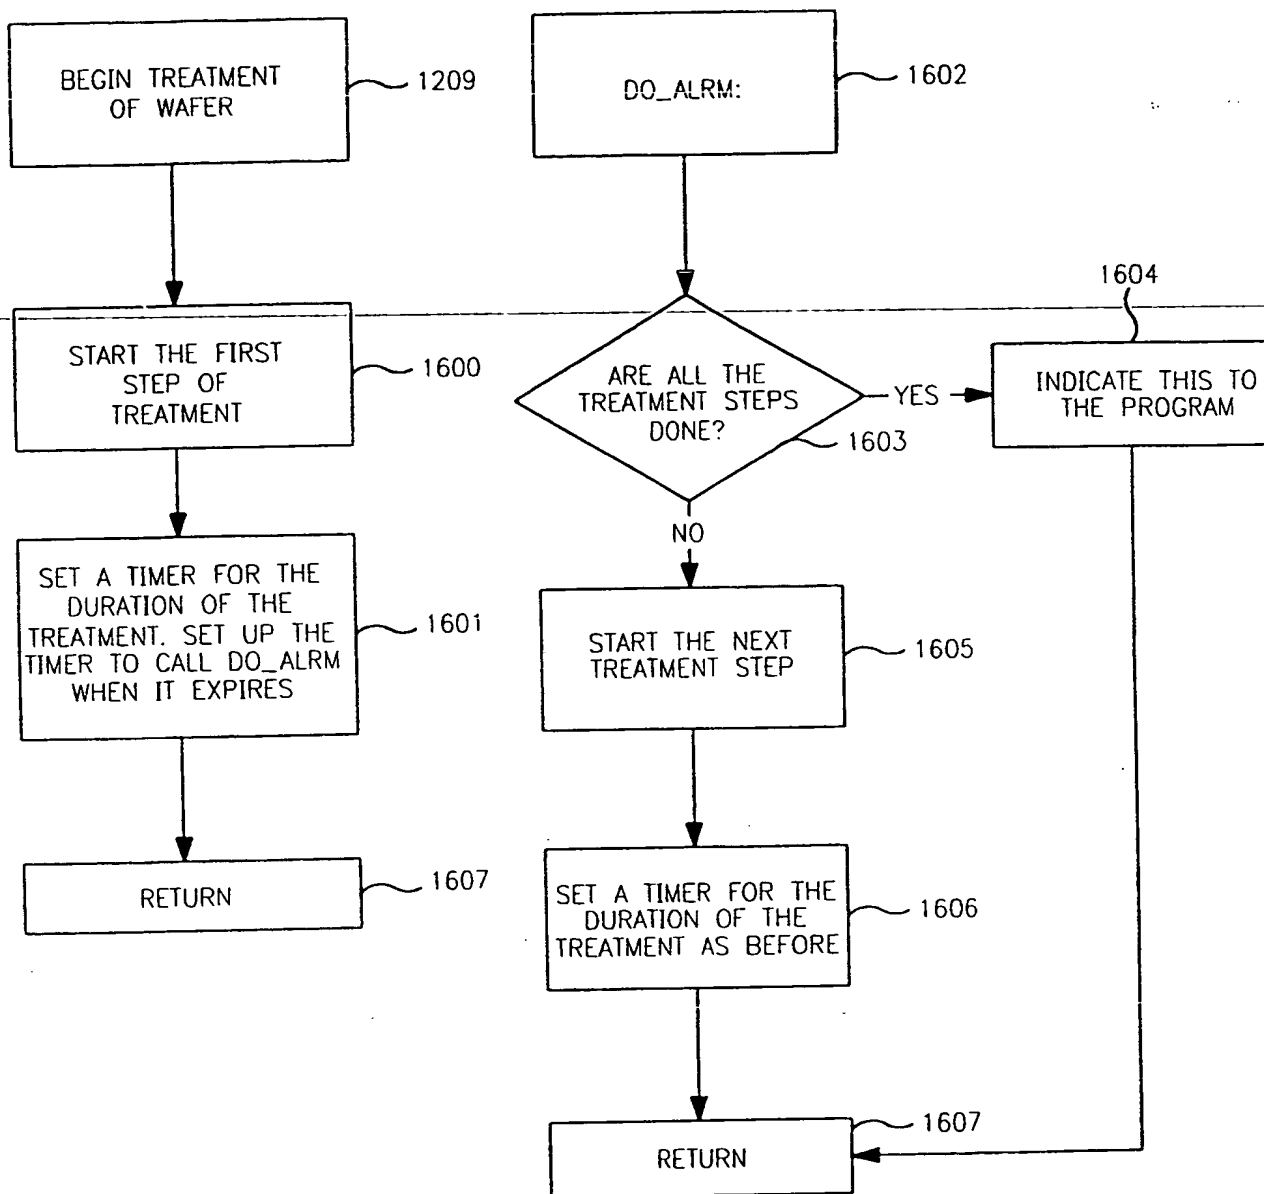 BEGIN TREATMENT
OF WAFER
1209
START THE FIRST
STEP OF
TREATMENT
1600
SET A TIMER FOR THE
DURATION OF THE
TREATMENT. SET UP THE
TIMER TO CALL DO_ALRM
WHEN IT EXPIRES
1601
RETURN
1607
DO_ALRM:
1602
ARE ALL THE
TREATMENT STEPS
DONE?
1603
YES
1604
INDICATE THIS TO
THE PROGRAM
NO
START THE NEXT
TREATMENT STEP
1605
SET A TIMER FOR THE
DURATION OF THE
TREATMENT AS BEFORE
1606
RETURN
1607